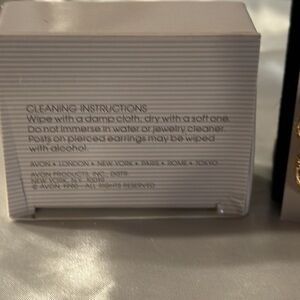 CLEANING INSTRUCTIONS
Wipe with a damp cloth, dry with a soft one.
Do not immerse in water or jewelry cleaner.
Posts on pierced earrings may be wiped
with alcohol.
AVON • LONDON • NEW YORK • PARIS • ROME • TOKYO
AVON PRODUCTS, INC., DISTR.
NEW YORK, N.Y. 10019
© AVON 1990 - ALL RIGHTS RESERVED